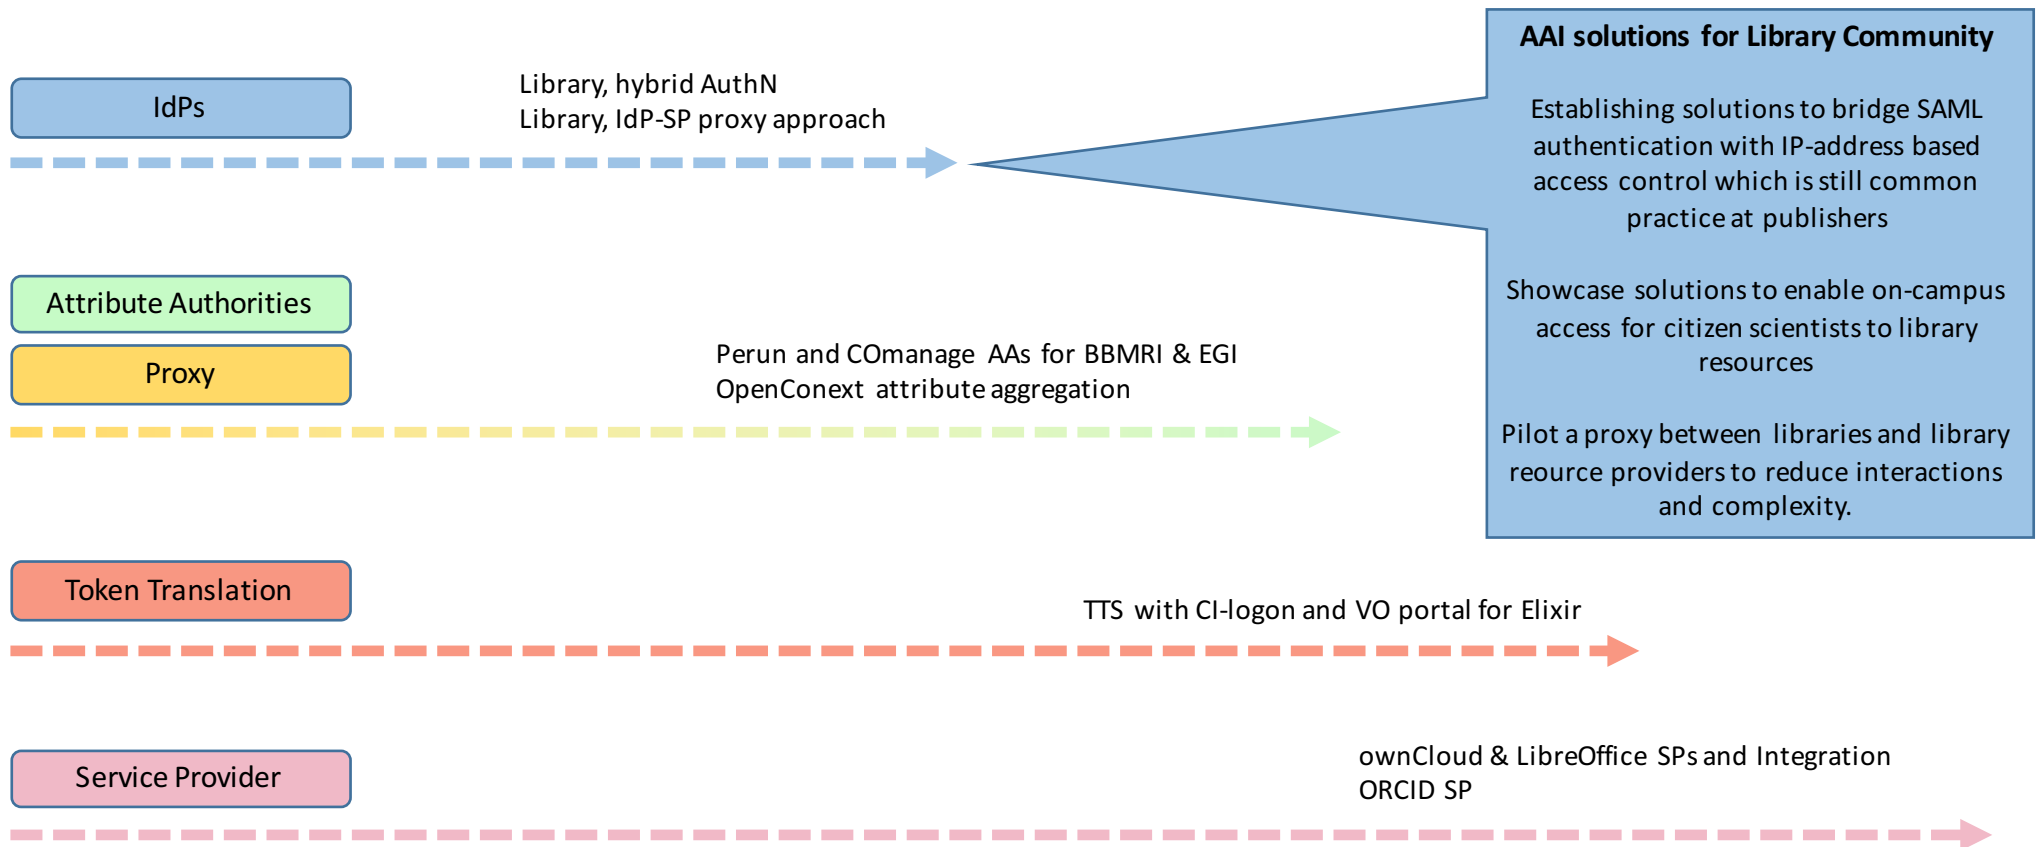 IdPs
Library, hybrid AuthN
Library, IdP-SP proxy approach
AAI solutions for Library Community
Establishing solutions to bridge SAML
authentication with IP-address based
access control which is still common
practice at publishers
Showcase solutions to enable on-campus
access for citizen scientists to library
resources
Pilot a proxy between libraries and library
reource providers to reduce interactions
and complexity.
Attribute Authorities
Proxy
Perun and COmanage AAs for BBMRI & EGI
OpenConext attribute aggregation
Token Translation
TTS with CI-logon and VO portal for Elixir
Service Provider
ownCloud & LibreOffice SPs and Integration
ORCID SP